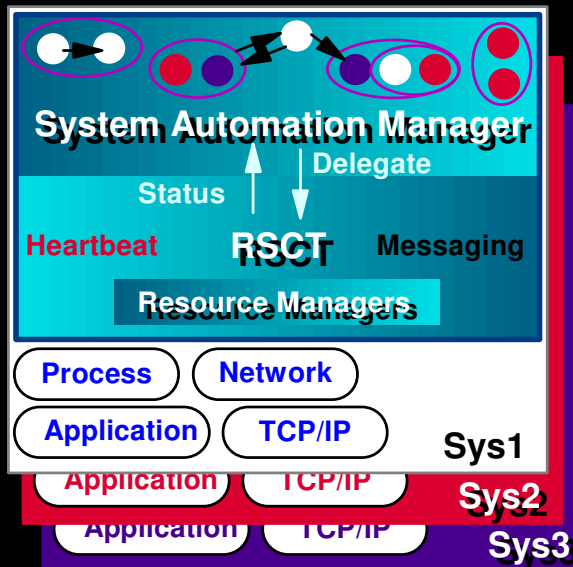 System Automation Manager
Delegate
Status
Heartbeat RSCT Messaging
Resource Managers
Process Network
Application TCP/IP
Sys1
Application TCP/IP
Sys2
Application TCP/IP
Sys3